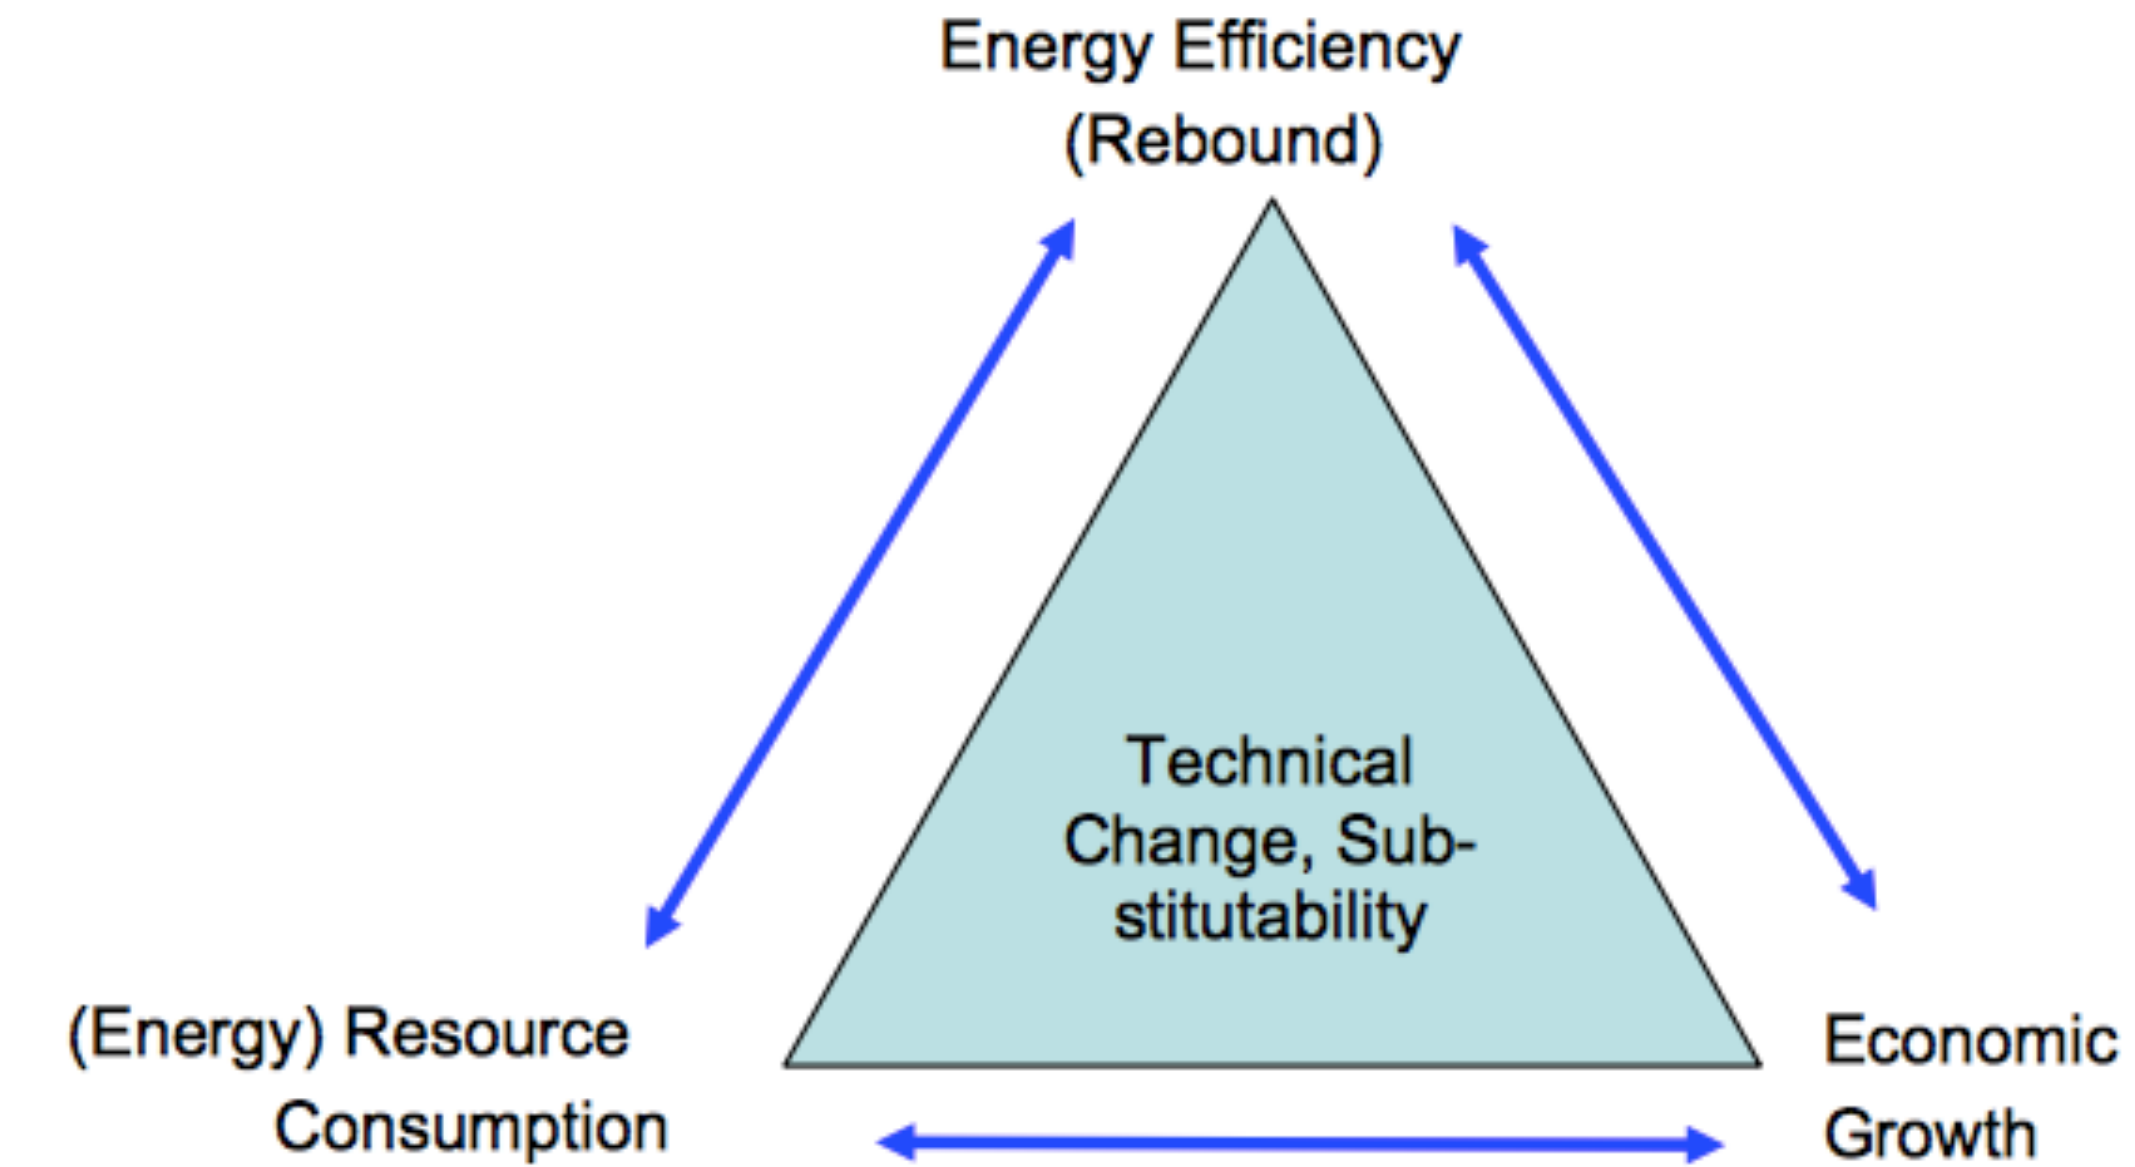 Energy Efficiency
(Rebound)
Technical
Change, Sub-
stitutability
(Energy) Resource
Consumption
Economic
Growth